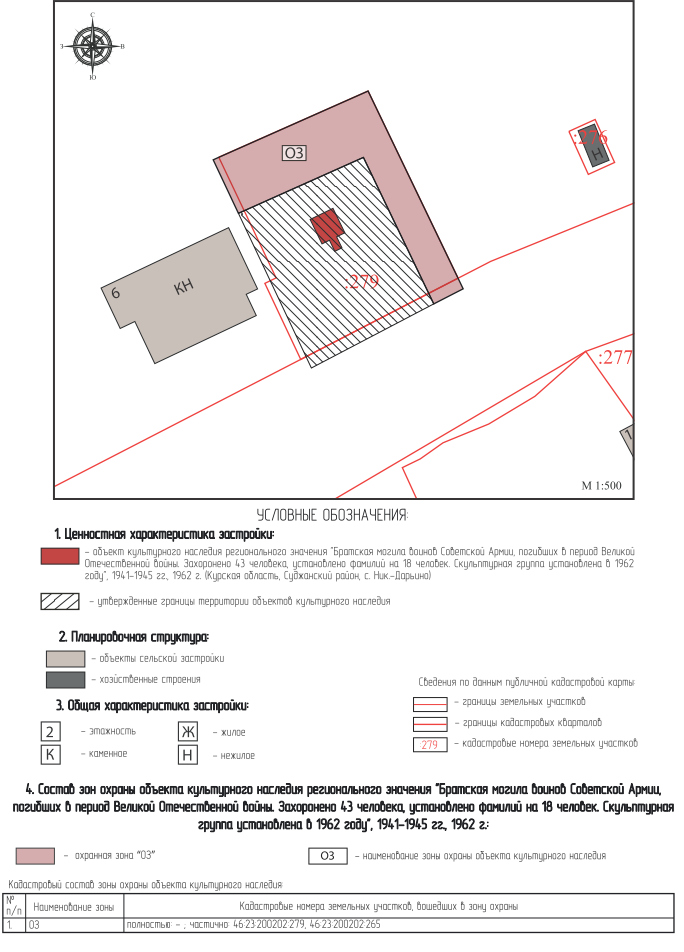 С
З
В
Ю
ОЗ
:276
Н
6
КН
:279
:277
1
М 1:500
УСЛОВНЫЕ ОБОЗНАЧЕНИЯ:
1. Ценностная характеристика застройки:
– объект культурного наследия регионального значения "Братская могила воинов Советской Армии, погибших в период Великой
Отечественной войны. Захоронено 43 человека, установлено фамилий на 18 человек. Скульптурная группа установлена в 1962
году", 1941–1945 гг., 1962 г. (Курская область, Суджанский район, с. Ник.-Дарьино)
– утвержденные границы территории объектов культурного наследия
2. Планировочная структура:
– объекты сельской застройки
– хозяйственные строения
3. Общая характеристика застройки:
2 – этажность
Ж – жилое
К – каменное
Н – нежилое
Сведения по данным публичной кадастровой карты:
– границы земельных участков
– границы кадастровых кварталов
:279 – кадастровые номера земельных участков
4. Состав зон охраны объекта культурного наследия регионального значения "Братская могила воинов Советской Армии,
погибших в период Великой Отечественной войны. Захоронено 43 человека, установлено фамилий на 18 человек. Скульптурная
группа установлена в 1962 году", 1941–1945 гг., 1962 г.:
– охранная зона "ОЗ"
ОЗ – наименование зоны охраны объекта культурного наследия
Кадастровый состав зоны охраны объекта культурного наследия:
№ п/п Наименование зоны Кадастровые номера земельных участков, вошедших в зону охраны
1. ОЗ полностью: – ; частично: 46:23:200202:279, 46:23:200202:265